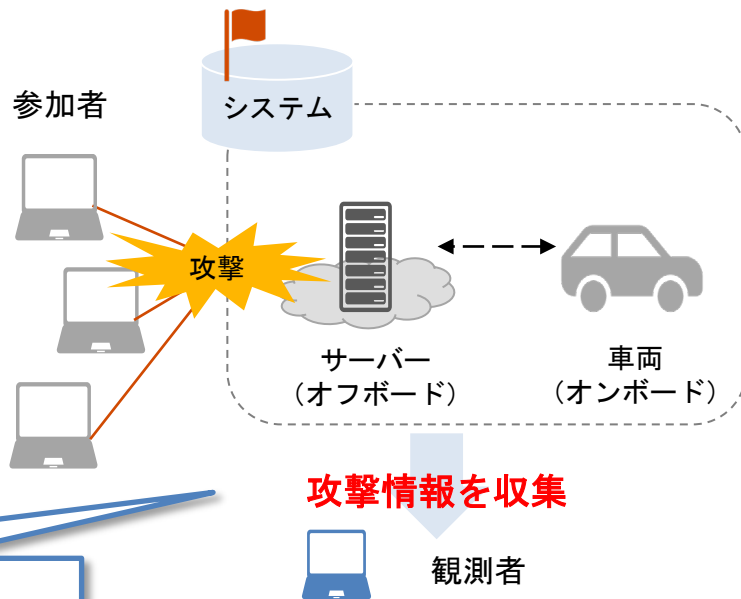 参加者
システム
攻撃
サーバー
（オフボード）
車両
（オンボード）
攻撃情報を収集
観測者